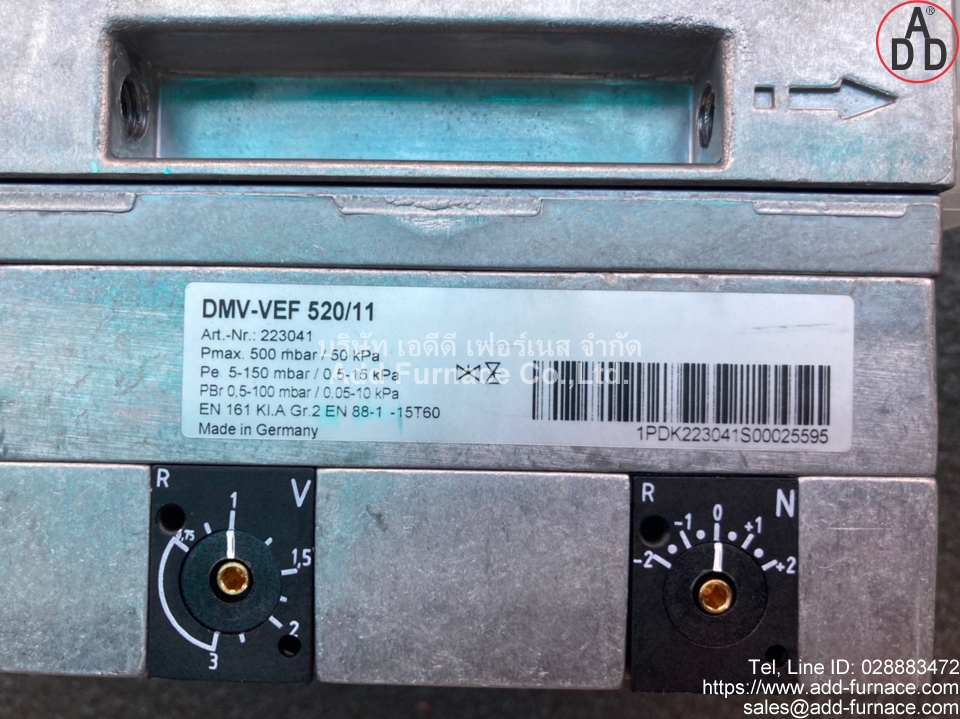 ADD®
DMV-VEF 520/11
Art.-Nr.: 223041
Pmax. 500 mbar / 50 kPa
Pe 5-150 mbar / 0,5-15 kPa
PBr 0,5-100 mbar / 0,05-10 kPa
EN 161 Kl.A Gr.2 EN 88-1 -15T60
Made in Germany
1PDK223041S00025595
บริษัท เอดีดี เฟอร์เนส จำกัด
Add Furnace Co.,Ltd.
R V
0,75 1 1,5 2 3
R N
-2 -1 0 +1 +2
Tel, Line ID: 028883472
https://www.add-furnace.com/
sales@add-furnace.com